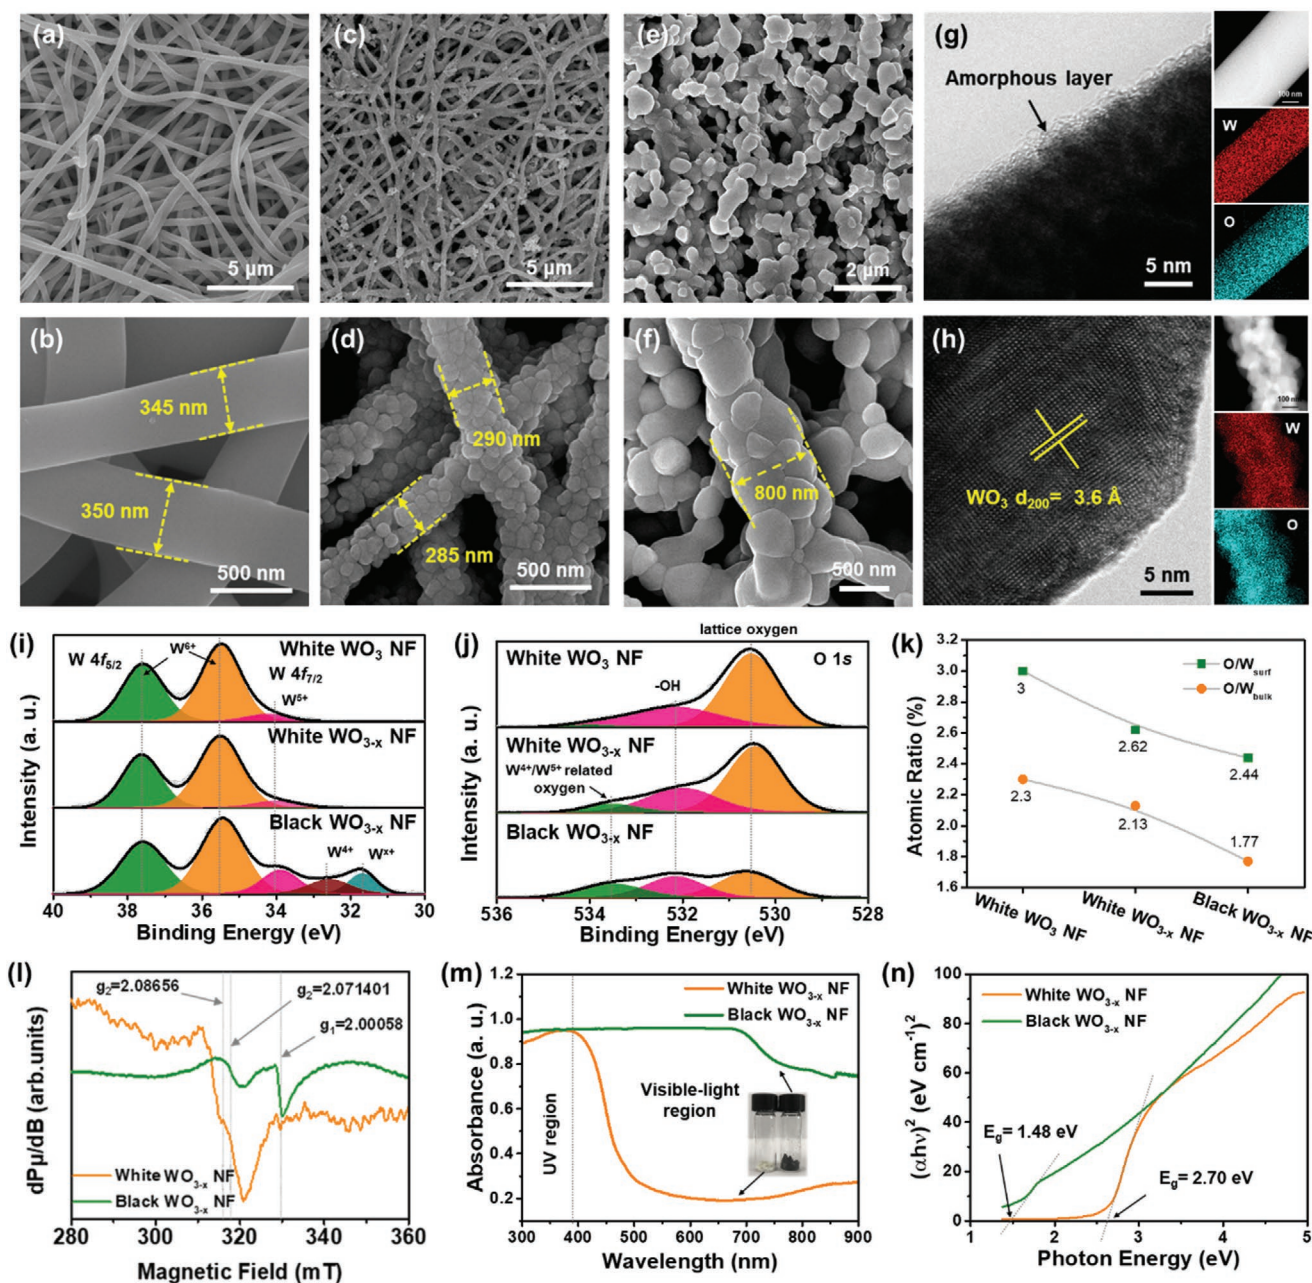 (a)
5 µm
(c)
5 µm
(e)
2 µm
(g)
Amorphous layer
5 nm
100 nm
W
O
(b)
345 nm
350 nm
500 nm
(d)
290 nm
285 nm
500 nm
(f)
800 nm
500 nm
(h)
WO₃ d₂₀₀= 3.6 Å
5 nm
100 nm
W
O
(i)
W 4f₅/₂
W⁶⁺
White WO₃ NF
W 4f₇/₂
W⁵⁺
White WO₃₋ₓ NF
Black WO₃₋ₓ NF
W⁴⁺
Wˣ⁺
Intensity (a. u.)
40 38 36 34 32 30
Binding Energy (eV)
(j)
lattice oxygen
White WO₃ NF
O 1s
-OH
White WO₃₋ₓ NF
W⁴⁺/W⁵⁺ related
oxygen
Black WO₃₋ₓ NF
Intensity (a. u.)
536 534 532 530 528
Binding Energy (eV)
(k)
3.2
3.0
2.8
2.6
2.4
2.2
2.0
1.8
1.6
Atomic Ratio (%)
O/W_surf
O/W_bulk
3
2.62
2.44
2.3
2.13
1.77
White WO₃ NF
White WO₃₋ₓ NF
Black WO₃₋ₓ NF
(l)
g₂=2.08656
g₂=2.071401
g₁=2.00058
dPμ/dB (arb.units)
White WO₃₋ₓ NF
Black WO₃₋ₓ NF
280 300 320 340 360
Magnetic Field (mT)
(m)
1.2
1.0
0.8
0.6
0.4
0.2
Absorbance (a. u.)
White WO₃₋ₓ NF
Black WO₃₋ₓ NF
UV region
Visible-light
region
300 400 500 600 700 800 900
Wavelength (nm)
(n)
100
80
60
40
20
0
(αhν)² (eV cm⁻¹)²
White WO₃₋ₓ NF
Black WO₃₋ₓ NF
E_g= 1.48 eV
E_g= 2.70 eV
1 2 3 4 5
Photon Energy (eV)